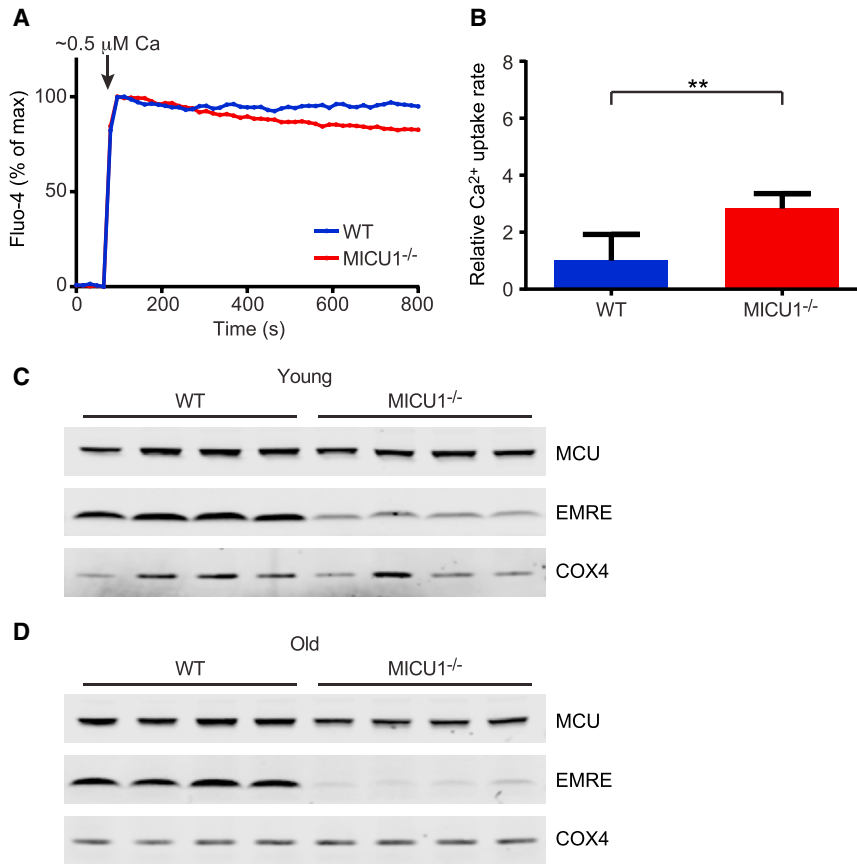 A
~0.5 µM Ca
Fluo-4 (% of max)
100
50
0
WT
MICU1-/-
0 200 400 600 800
Time (s)
B
Relative Ca2+ uptake rate
8
6
4
2
0
**
WT MICU1-/-
C
Young
WT MICU1-/-
MCU
EMRE
COX4
D
Old
WT MICU1-/-
MCU
EMRE
COX4